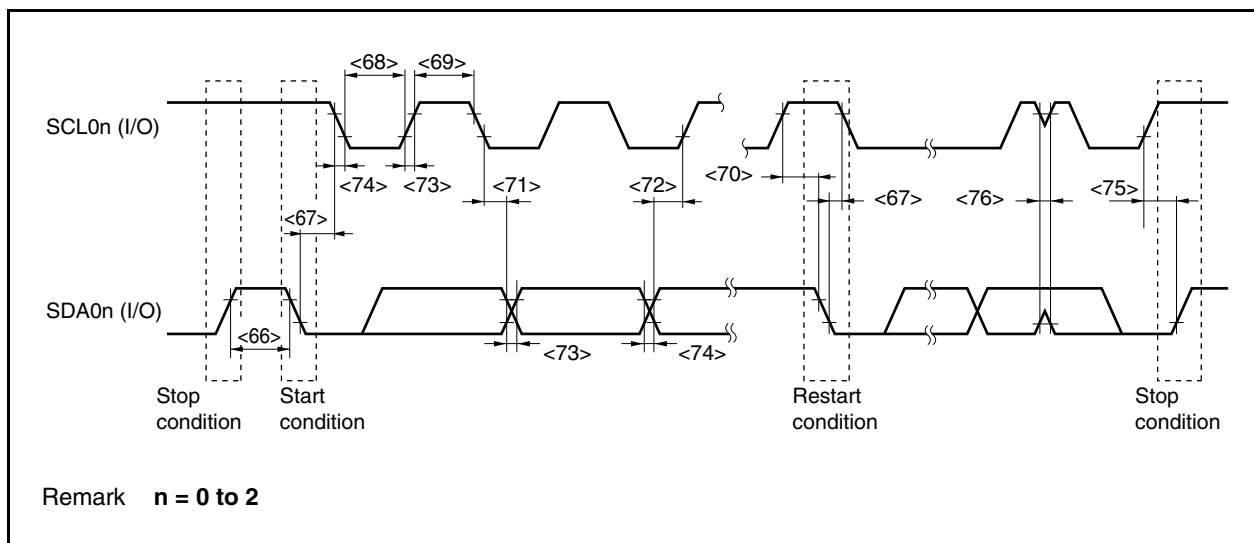 <68> <69>
SCL0n (I/O)
<74> <73> <71> <72> <70> <67> <76> <75>
<67>
SDA0n (I/O)
<66> <73> <74>
Stop condition
Start condition
Restart condition
Stop condition
Remark n = 0 to 2